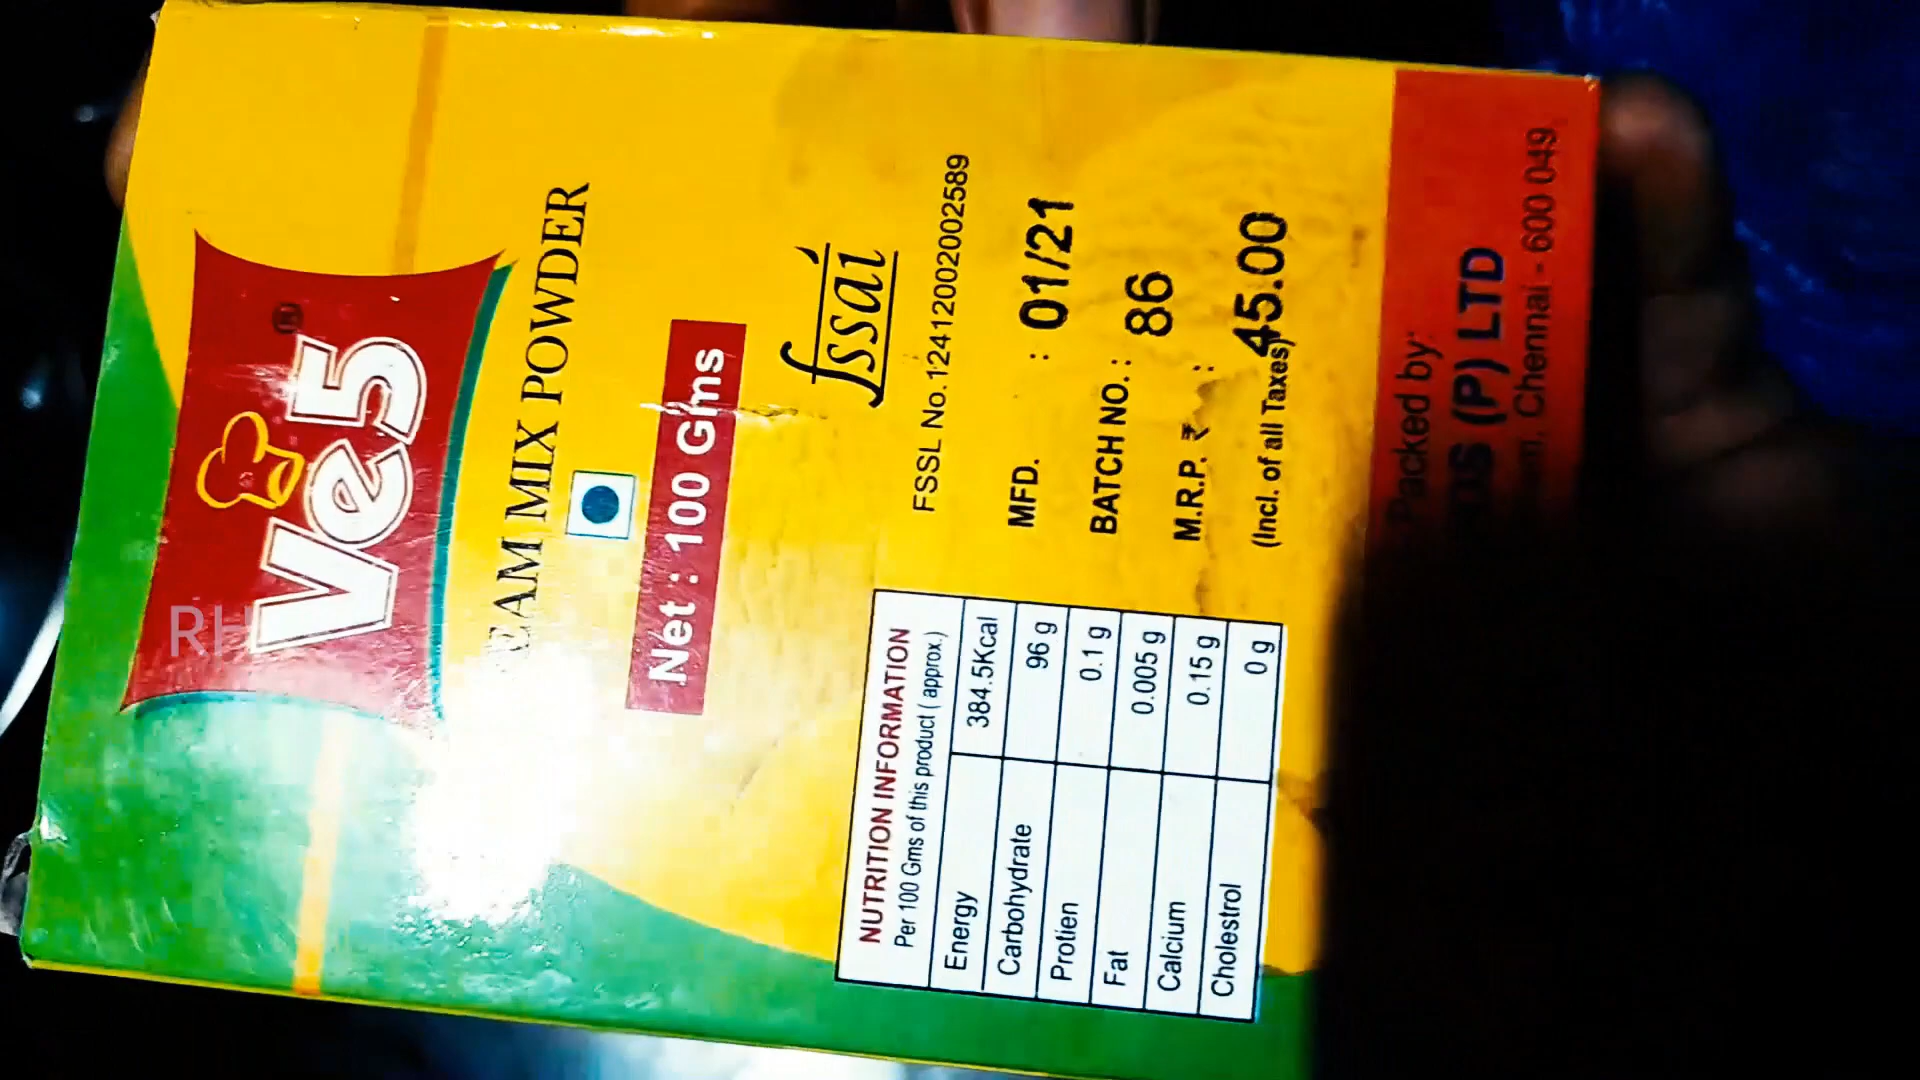 RH
Ve5®
EAM MIX POWDER
Net : 100 Gms
fssai
FSSL No.12412002002589
MFD. : 01/21
BATCH NO. : 86
M.R.P. ₹ : 45.00
(Incl. of all Taxes)
NUTRITION INFORMATION
Per 100 Gms of this product ( approx.)
Energy 384.5Kcal
Carbohydrate 96 g
Protien 0.1 g
Fat 0.005 g
Calcium 0.15 g
Cholestrol 0 g
Packed by:
(P) LTD
Chennai - 600 049